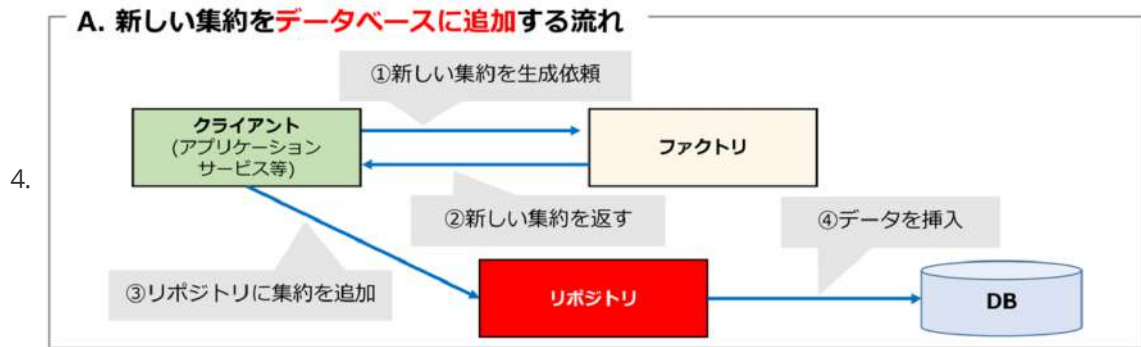 A. 新しい集約をデータベースに追加する流れ
①新しい集約を生成依頼
クライアント
(アプリケーション
サービス等)
ファクトリ
4.
②新しい集約を返す
④データを挿入
③リポジトリに集約を追加
リポジトリ
DB